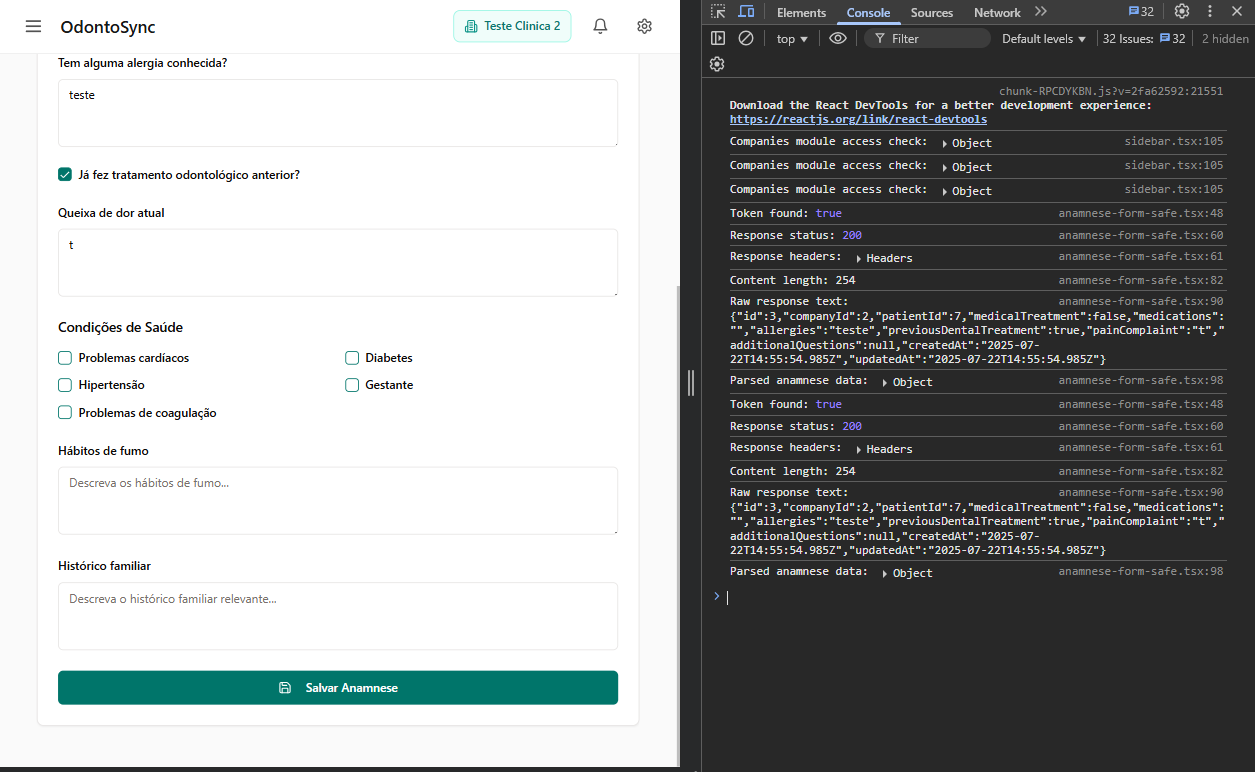 OdontoSync
Teste Clinica 2
Tem alguma alergia conhecida?
teste
Já fez tratamento odontológico anterior?
Queixa de dor atual
t
Condições de Saúde
Problemas cardíacos
Diabetes
Hipertensão
Gestante
Problemas de coagulação
Hábitos de fumo
Descreva os hábitos de fumo...
Histórico familiar
Descreva o histórico familiar relevante...
Salvar Anamnese
Elements Console Sources Network 32
top Filter Default levels 32 Issues: 32 2 hidden
chunk-RPCDYKBN.js?v=2fa62592:21551
Download the React DevTools for a better development experience:
https://reactjs.org/link/react-devtools
Companies module access check: Object sidebar.tsx:105
Companies module access check: Object sidebar.tsx:105
Companies module access check: Object sidebar.tsx:105
Token found: true anamnese-form-safe.tsx:48
Response status: 200 anamnese-form-safe.tsx:60
Response headers: Headers anamnese-form-safe.tsx:61
Content length: 254 anamnese-form-safe.tsx:82
Raw response text: anamnese-form-safe.tsx:90
{"id":3,"companyId":2,"patientId":7,"medicalTreatment":false,"medications":
"","allergies":"teste","previousDentalTreatment":true,"painComplaint":"t","
additionalQuestions":null,"createdAt":"2025-07-
22T14:55:54.985Z","updatedAt":"2025-07-22T14:55:54.985Z"}
Parsed anamnese data: Object anamnese-form-safe.tsx:98
Token found: true anamnese-form-safe.tsx:48
Response status: 200 anamnese-form-safe.tsx:60
Response headers: Headers anamnese-form-safe.tsx:61
Content length: 254 anamnese-form-safe.tsx:82
Raw response text: anamnese-form-safe.tsx:90
{"id":3,"companyId":2,"patientId":7,"medicalTreatment":false,"medications":
"","allergies":"teste","previousDentalTreatment":true,"painComplaint":"t","
additionalQuestions":null,"createdAt":"2025-07-
22T14:55:54.985Z","updatedAt":"2025-07-22T14:55:54.985Z"}
Parsed anamnese data: Object anamnese-form-safe.tsx:98